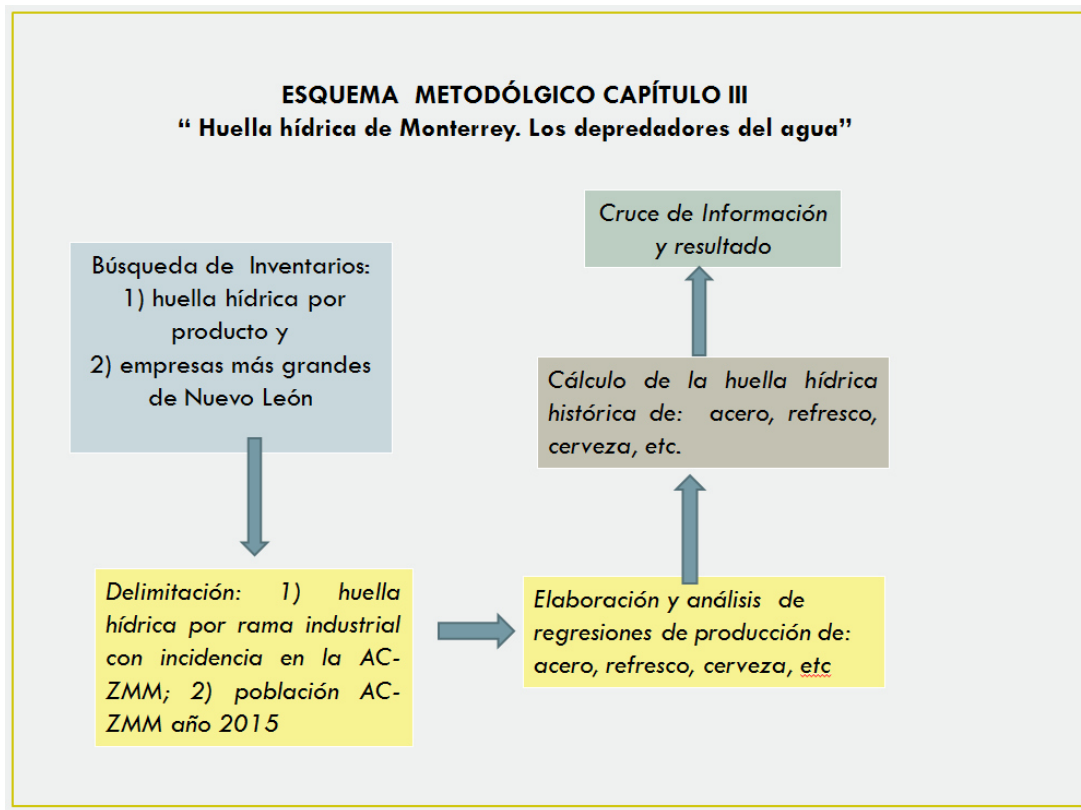 ESQUEMA METODÓLGICO CAPÍTULO III
“ Huella hídrica de Monterrey. Los depredadores del agua”
Búsqueda de Inventarios:
1) huella hídrica por
producto y
2) empresas más grandes
de Nuevo León
Delimitación: 1) huella
hídrica por rama industrial
con incidencia en la AC-
ZMM; 2) población AC-
ZMM año 2015
Elaboración y análisis de
regresiones de producción de:
acero, refresco, cerveza, etc
Cálculo de la huella hídrica
histórica de: acero, refresco,
cerveza, etc.
Cruce de Información
y resultado